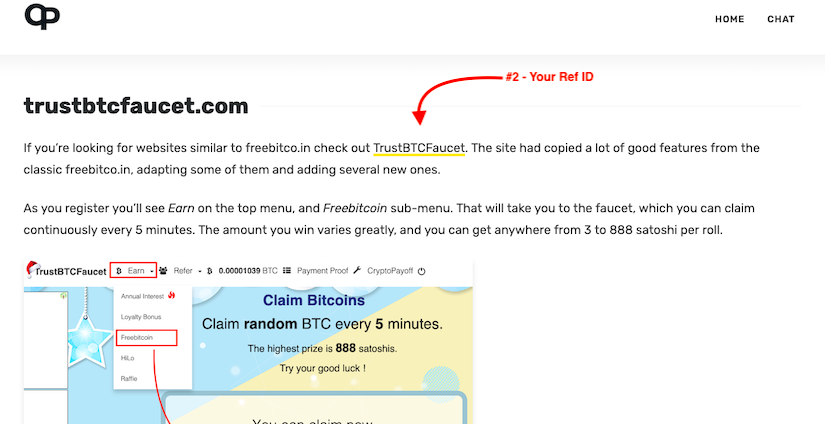 HOME CHAT
#2 - Your Ref ID
trustbtcfaucet.com
If you're looking for websites similar to freebitco.in check out TrustBTCFaucet. The site had copied a lot of good features from the
classic freebitco.in, adapting some of them and adding several new ones.
As you register you'll see Earn on the top menu, and Freebitcoin sub-menu. That will take you to the faucet, which you can claim
continuously every 5 minutes. The amount you win varies greatly, and you can get anywhere from 3 to 888 satoshi per roll.
TrustBTCFaucet Earn Refer 0.00001039 BTC Payment Proof CryptoPayoff
Annual Interest
Loyalty Bonus
Freebitcoin
HiLo
Raffle
Claim Bitcoins
Claim random BTC every 5 minutes.
The highest prize is 888 satoshis.
Try your good luck !
You can claim now